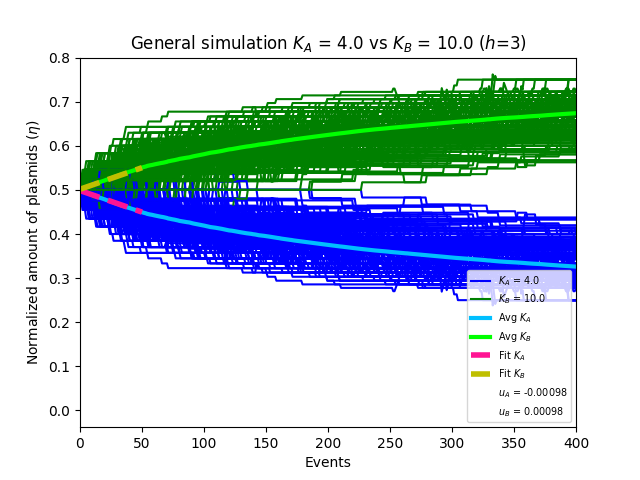 General simulation K_A = 4.0 vs K_B = 10.0 (h=3)
0.8
0.7
0.6
0.5
0.4
0.3
0.2
0.1
0.0
Normalized amount of plasmids (η)
K_A = 4.0
K_B = 10.0
Avg K_A
Avg K_B
Fit K_A
Fit K_B
u_A = -0.00098
u_B = 0.00098
0 50 100 150 200 250 300 350 400
Events